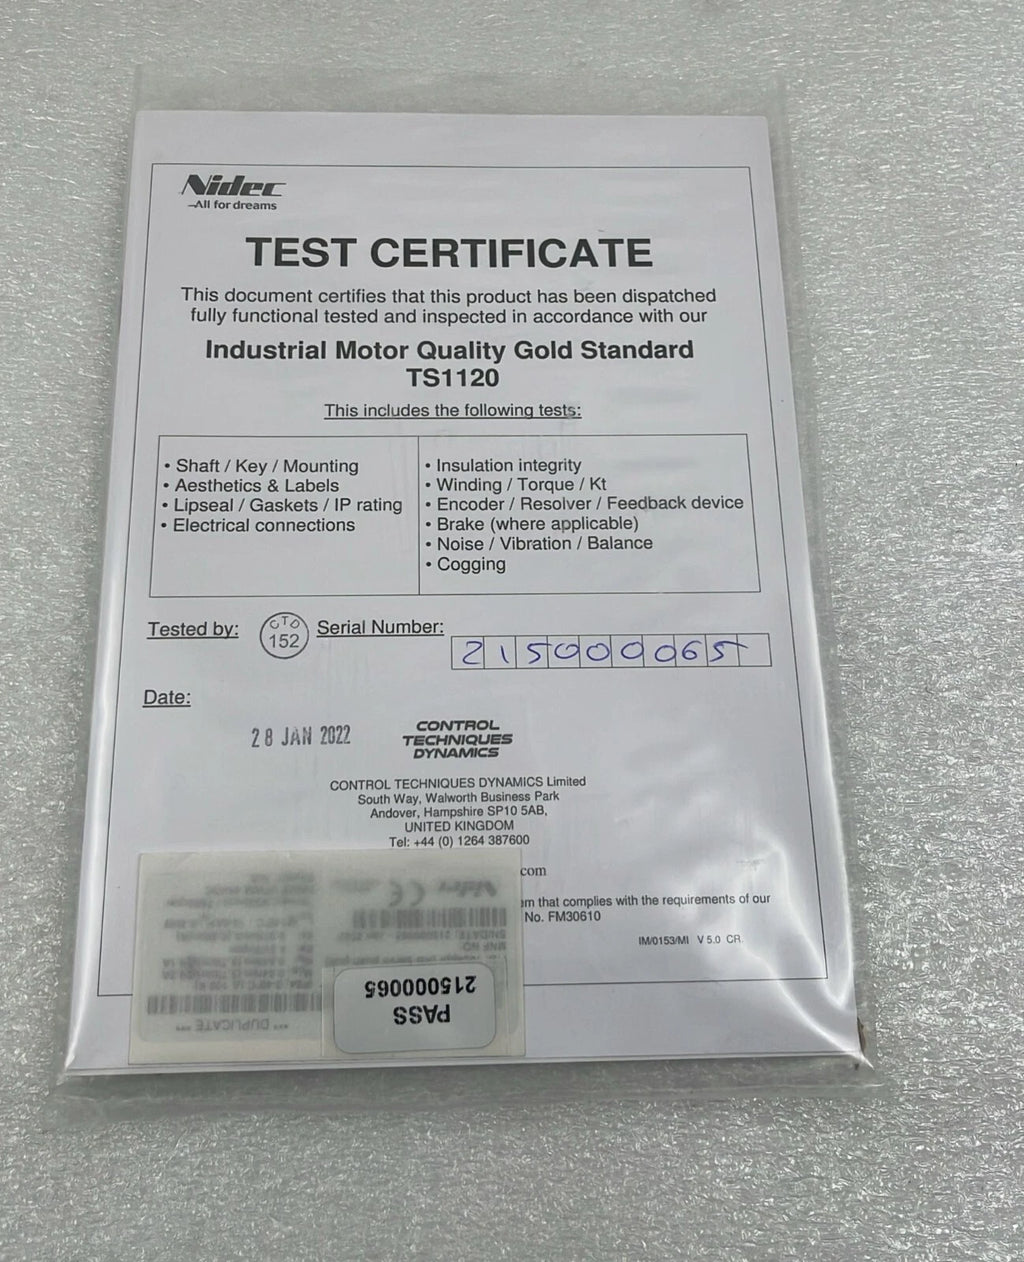 Nidec
–All for dreams
TEST CERTIFICATE
This document certifies that this product has been dispatched
fully functional tested and inspected in accordance with our
Industrial Motor Quality Gold Standard
TS1120
This includes the following tests:
• Shaft / Key / Mounting
• Aesthetics & Labels
• Lipseal / Gaskets / IP rating
• Electrical connections
• Insulation integrity
• Winding / Torque / Kt
• Encoder / Resolver / Feedback device
• Brake (where applicable)
• Noise / Vibration / Balance
• Cogging
Tested by:
CTD
152
Serial Number:
215000065
Date:
28 JAN 2022
CONTROL
TECHNIQUES
DYNAMICS
CONTROL TECHNIQUES DYNAMICS Limited
South Way, Walworth Business Park
Andover, Hampshire SP10 5AB,
UNITED KINGDOM
Tel: +44 (0) 1264 387600
com
that complies with the requirements of our
No. FM30610
IM/0153/MI V 5.0 CR
PASS
215000065
Nidec
CE
*** DUPLICATE ***